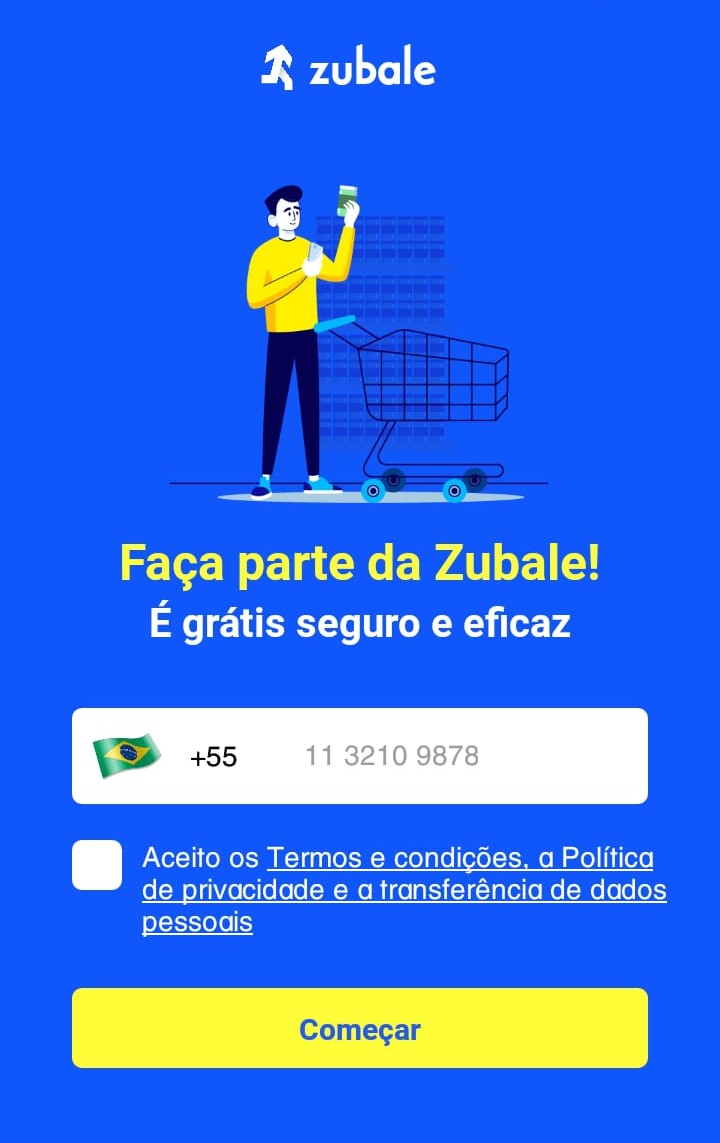 zubale
Faça parte da Zubale!
É grátis seguro e eficaz
+55 11 3210 9878
Aceito os Termos e condições, a Política
de privacidade e a transferência de dados
pessoais
Começar